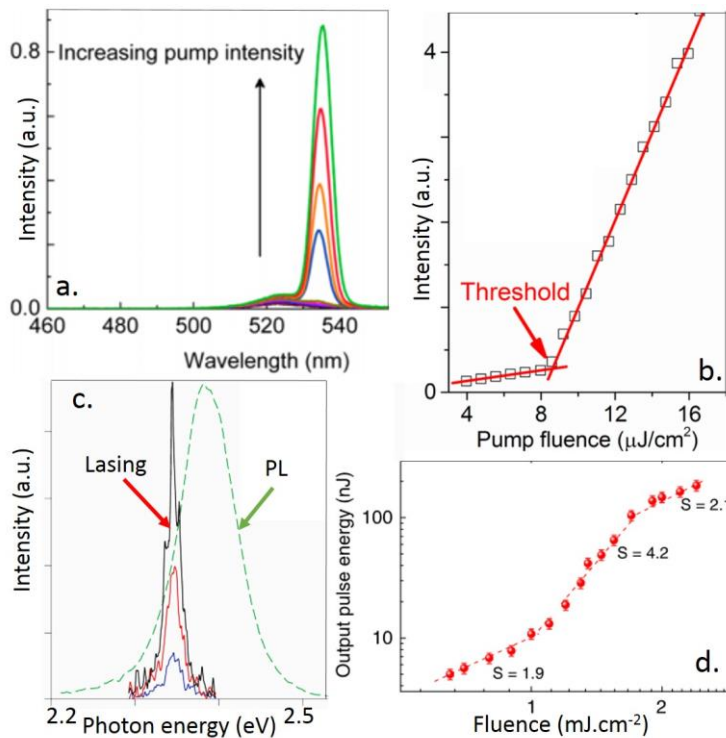 0.8
Increasing pump intensity
Intensity (a.u.)
a.
0.0
460
480
500
520
540
Wavelength (nm)
4
Intensity (a.u.)
Threshold
b.
0
4
8
12
16
Pump fluence (μJ/cm²)
c.
Lasing
PL
Intensity (a.u.)
2.2
2.5
Photon energy (eV)
Output pulse energy (nJ)
100
10
S = 2.1
S = 4.2
S = 1.9
d.
1
2
Fluence (mJ.cm⁻²)